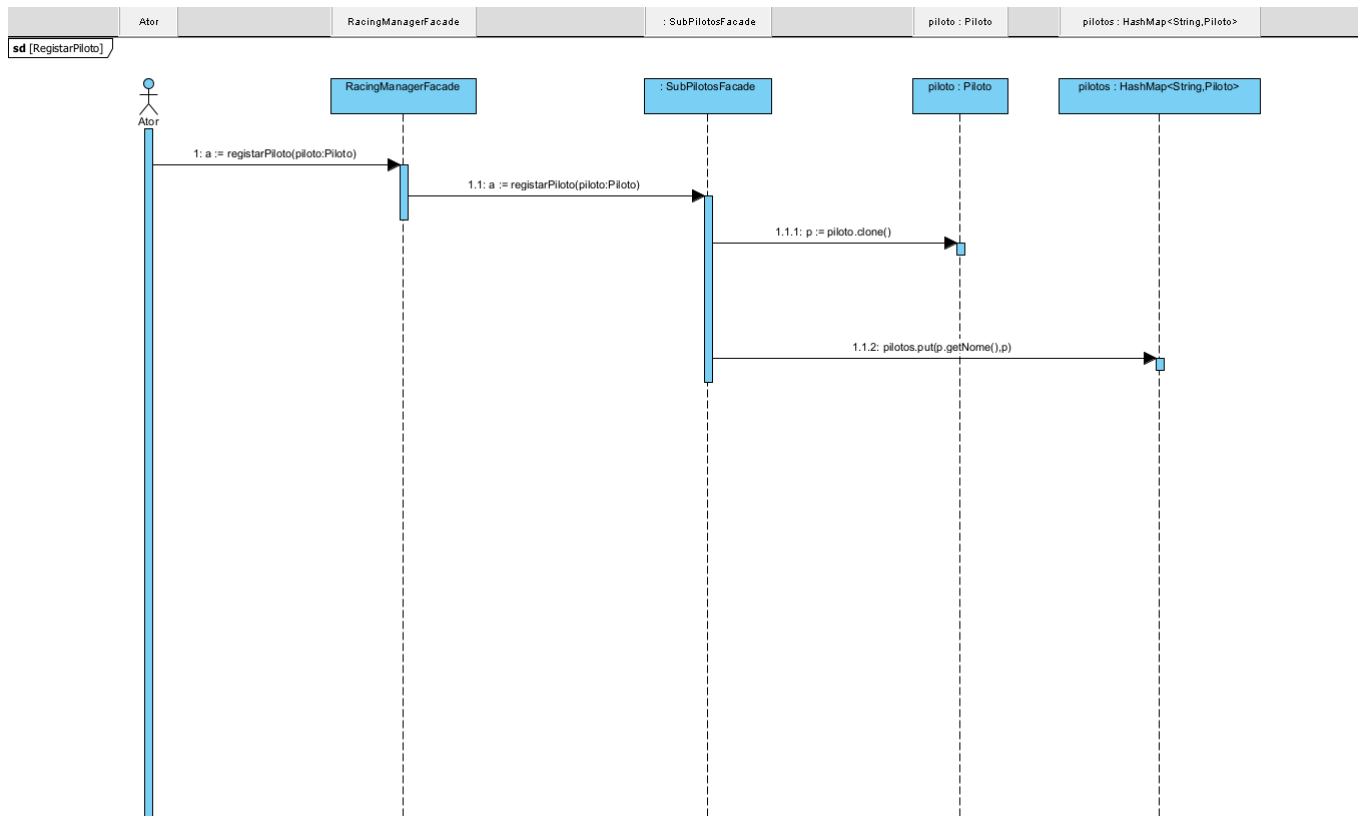 Ator
RacingManagerFacade
: SubPilotosFacade
piloto : Piloto
pilotos : HashMap<String,Piloto>
sd [RegistarPiloto]
RacingManagerFacade
: SubPilotosFacade
piloto : Piloto
pilotos : HashMap<String,Piloto>
Ator
1: a := registarPiloto(piloto:Piloto)
1.1: a := registarPiloto(piloto:Piloto)
1.1.1: p := piloto.clone()
1.1.2: pilotos.put(p.getNome(),p)